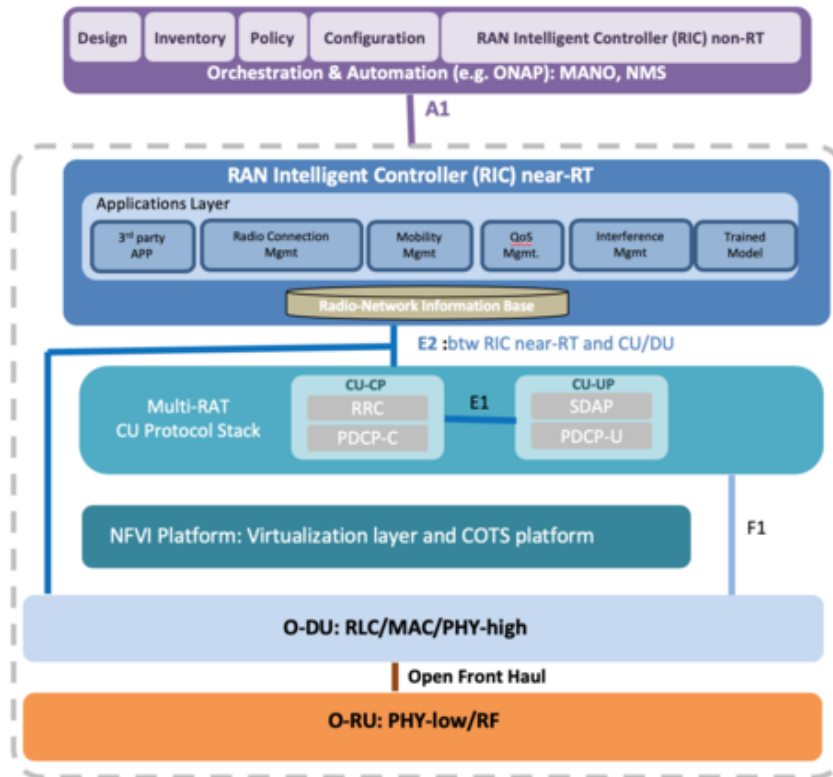 Design Inventory Policy Configuration RAN Intelligent Controller (RIC) non-RT
Orchestration & Automation (e.g. ONAP): MANO, NMS
A1
RAN Intelligent Controller (RIC) near-RT
Applications Layer
3rd party
APP
Radio Connection
Mgmt
Mobility
Mgmt
QoS
Mgmt.
Interference
Mgmt
Trained
Model
Radio-Network Information Base
E2 :btw RIC near-RT and CU/DU
Multi-RAT
CU Protocol Stack
CU-CP
RRC
PDCP-C
E1
CU-UP
SDAP
PDCP-U
F1
NFVI Platform: Virtualization layer and COTS platform
O-DU: RLC/MAC/PHY-high
Open Front Haul
O-RU: PHY-low/RF